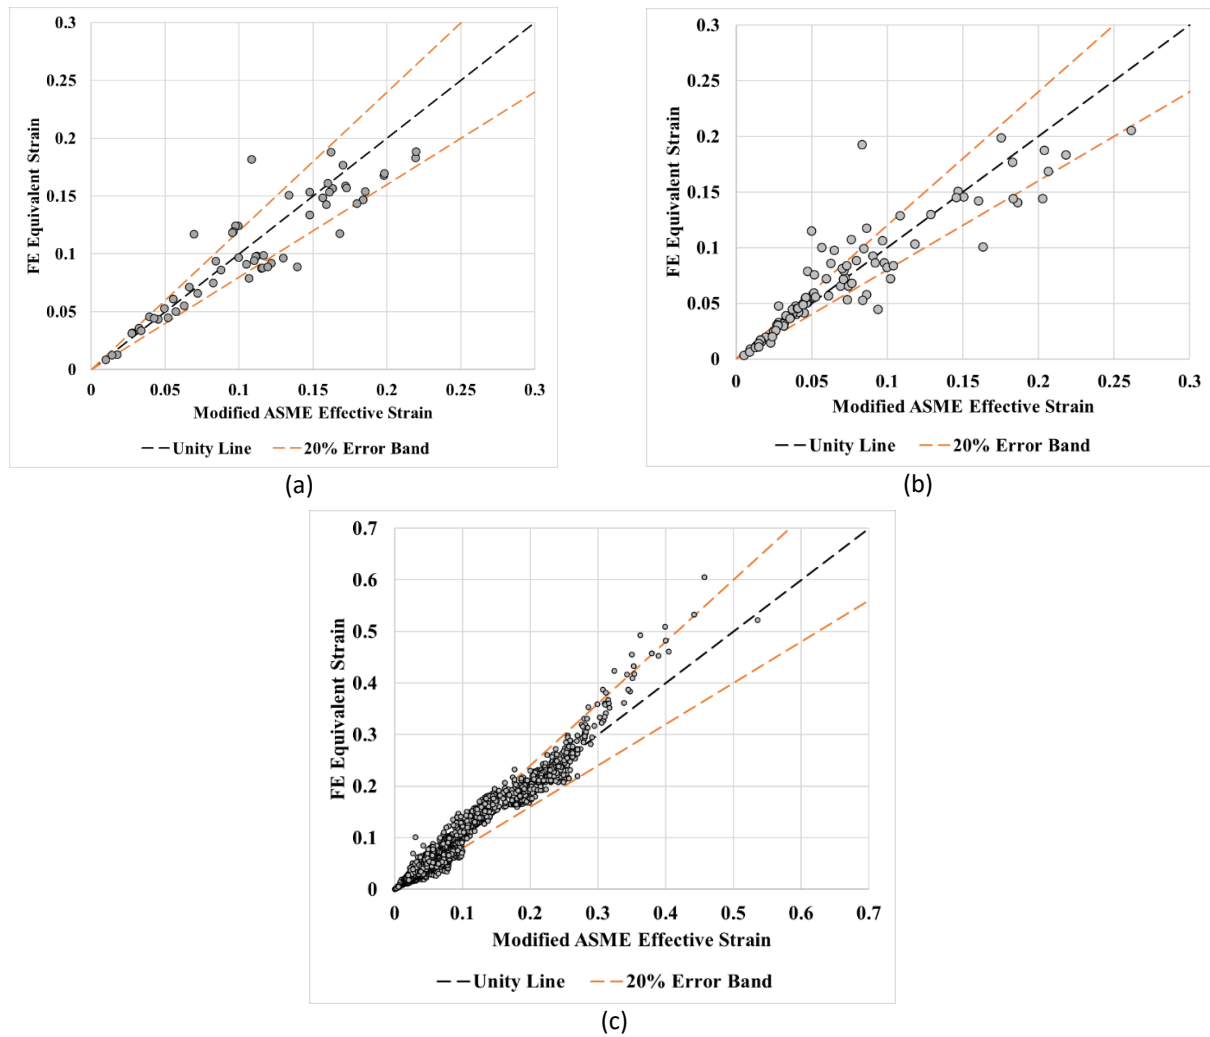 0.3
0.25
0.2
0.15
0.1
0.05
0
FE Equivalent Strain
0 0.05 0.1 0.15 0.2 0.25 0.3
Modified ASME Effective Strain
Unity Line 20% Error Band
(a)
0.3
0.25
0.2
0.15
0.1
0.05
0
FE Equivalent Strain
0 0.05 0.1 0.15 0.2 0.25 0.3
Modified ASME Effective Strain
Unity Line 20% Error Band
(b)
0.7
0.6
0.5
0.4
0.3
0.2
0.1
0
FE Equivalent Strain
0 0.1 0.2 0.3 0.4 0.5 0.6 0.7
Modified ASME Effective Strain
Unity Line 20% Error Band
(c)